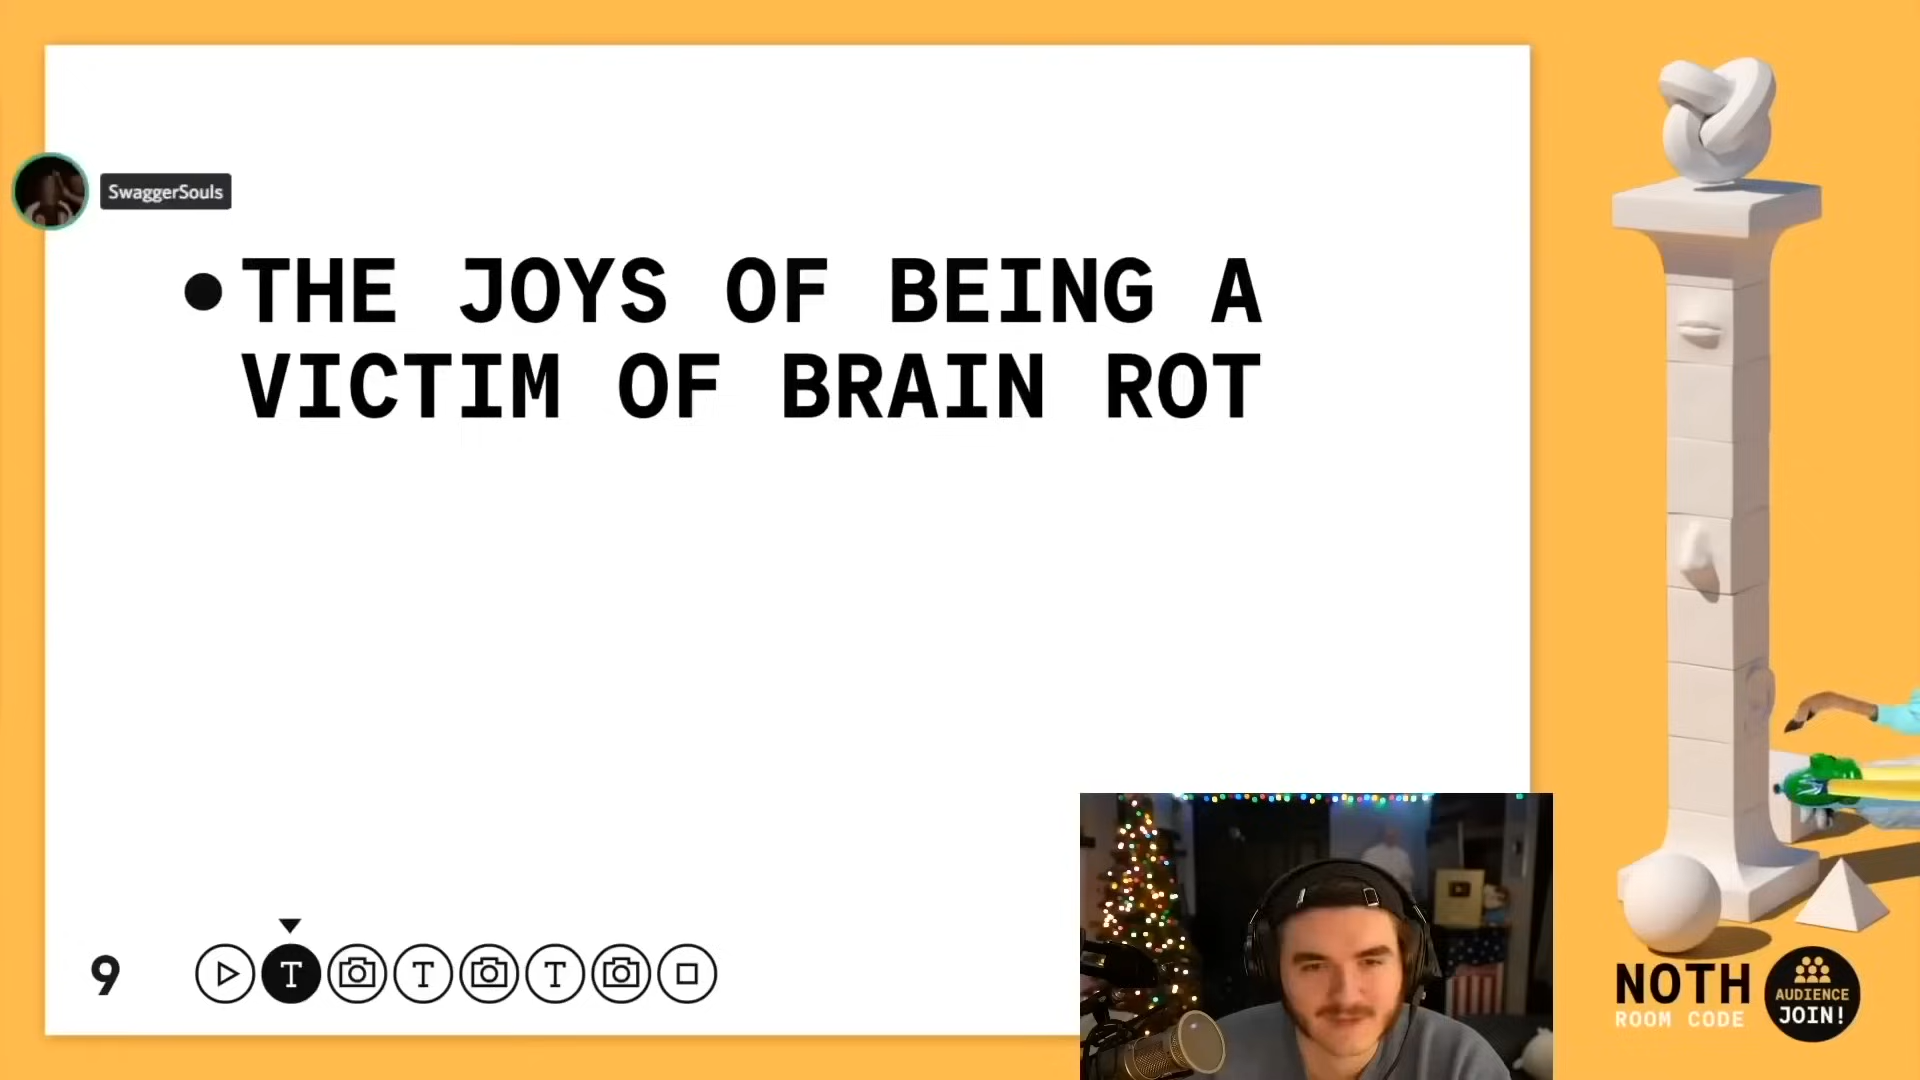 SwaggerSouls
THE JOYS OF BEING A
VICTIM OF BRAIN ROT
9
T T T
NOTH
ROOM CODE
AUDIENCE
JOIN!